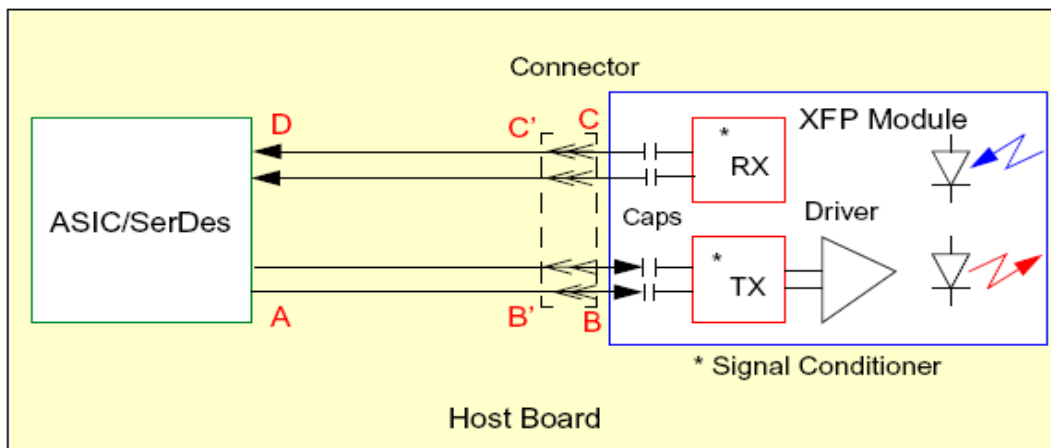 Connector
D
C'
C
XFP Module
*
RX
ASIC/SerDes
Caps
Driver
*
TX
A
B'
B
* Signal Conditioner
Host Board